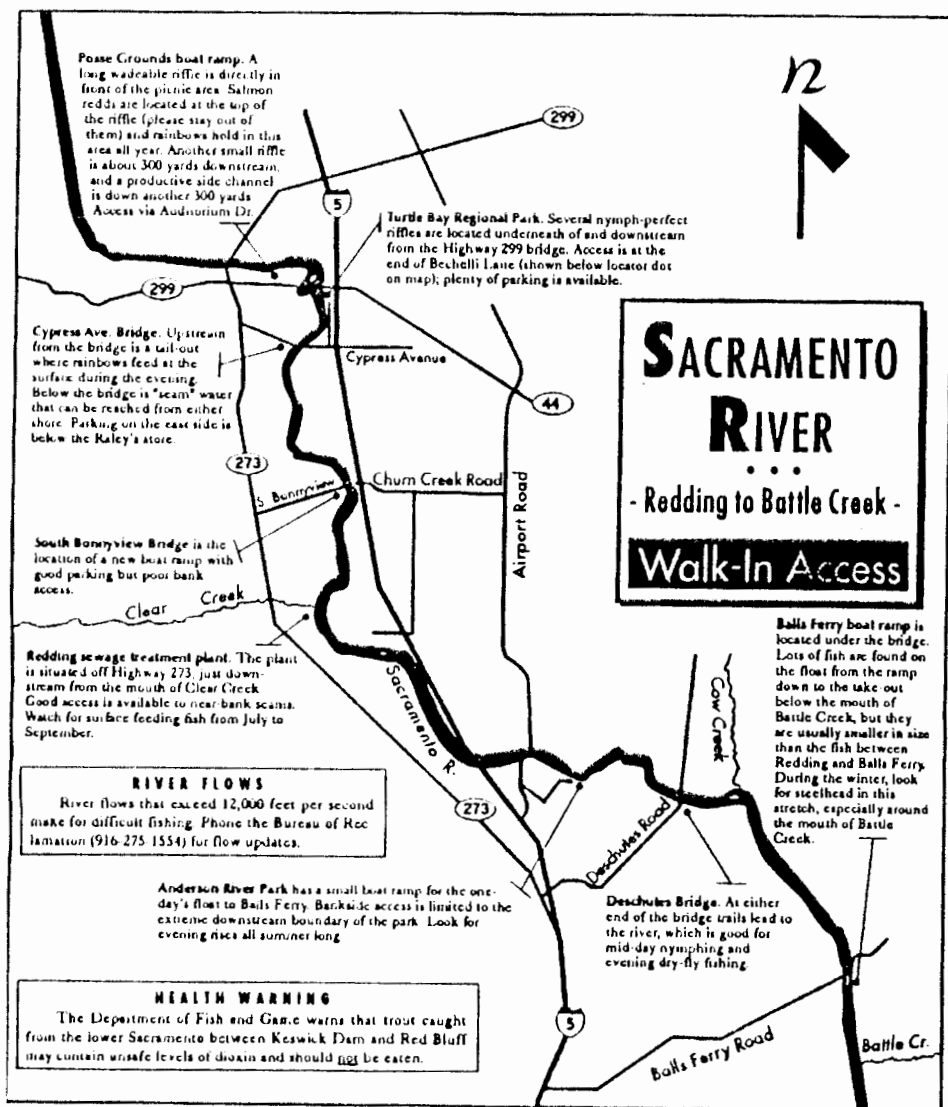 Posse Grounds boat ramp. A
long wadeable riffle is directly in
front of the picnic area. Salmon
redds are located at the top of
the riffle (please stay out of
them) and rainbows hold in this
area all year. Another small riffle
is about 300 yards downstream,
and a productive side channel
is down another 300 yards
Access via Auditorium Dr.
n
299
5
Turtle Bay Regional Park. Several nymph-perfect
riffles are located underneath of and downstream
from the Highway 299 bridge. Access is at the
end of Bechelli Lane (shown below locator dot
on map); plenty of parking is available.
299
Cypress Ave. Bridge. Upstream
from the bridge is a tail-out
where rainbows feed at the
surface during the evening.
Below the bridge is "seam" water
that can be reached from either
shore. Parking on the east side is
below the Raley's store.
Cypress Avenue
44
SACRAMENTO
RIVER
• • •
- Redding to Battle Creek -
Walk-In Access
273
S. Bonnyview
Churn Creek Road
Airport Road
South Bonnyview Bridge is the
location of a new boat ramp with
good parking but poor bank
access.
Clear Creek
Redding sewage treatment plant. The plant
is situated off Highway 273, just down-
stream from the mouth of Clear Creek
Good access is available to near-bank seams.
Watch for surface feeding fish from July to
September.
Sacramento R.
Cow Creek
Balls Ferry boat ramp is
located under the bridge.
Lots of fish are found on
the float from the ramp
down to the take-out
below the mouth of
Battle Creek, but they
are usually smaller in size
than the fish between
Redding and Balls Ferry.
During the winter, look
for steelhead in this
stretch, especially around
the mouth of Battle
Creek.
RIVER FLOWS
River flows that exceed 12,000 feet per second
make for difficult fishing. Phone the Bureau of Rec
lamation (916-275-1554) for flow updates.
273
Deschutes Road
Anderson River Park has a small boat ramp for the one-
day's float to Balls Ferry. Bankside access is limited to the
extreme downstream boundary of the park. Look for
evening rises all summer long
Deschutes Bridge. At either
end of the bridge trails lead to
the river, which is good for
mid-day nymphing and
evening dry-fly fishing.
HEALTH WARNING
The Department of Fish and Game warns that trout caught
from the lower Sacramento between Keswick Dam and Red Bluff
may contain unsafe levels of dioxin and should not be eaten.
5
Balls Ferry Road
Battle Cr.